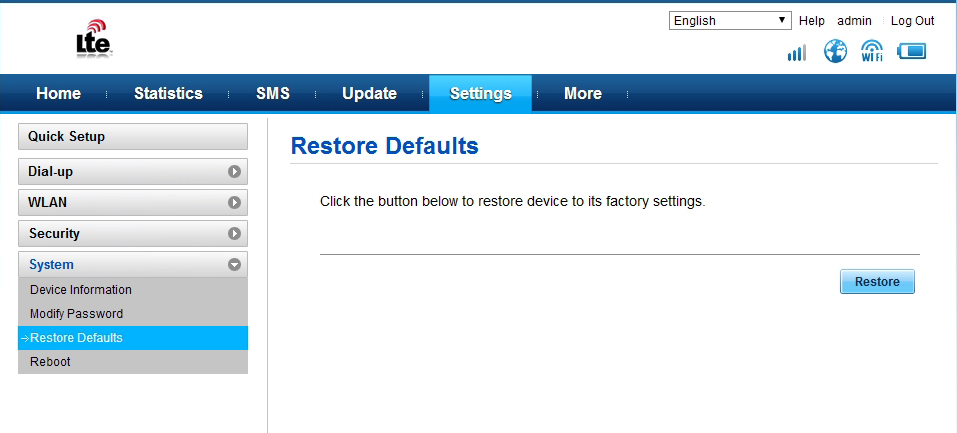 English Help admin Log Out
Lte
WiFi
Home Statistics SMS Update Settings More
Quick Setup
Dial-up
WLAN
Security
System
Device Information
Modify Password
Restore Defaults
Reboot
Restore Defaults
Click the button below to restore device to its factory settings.
Restore